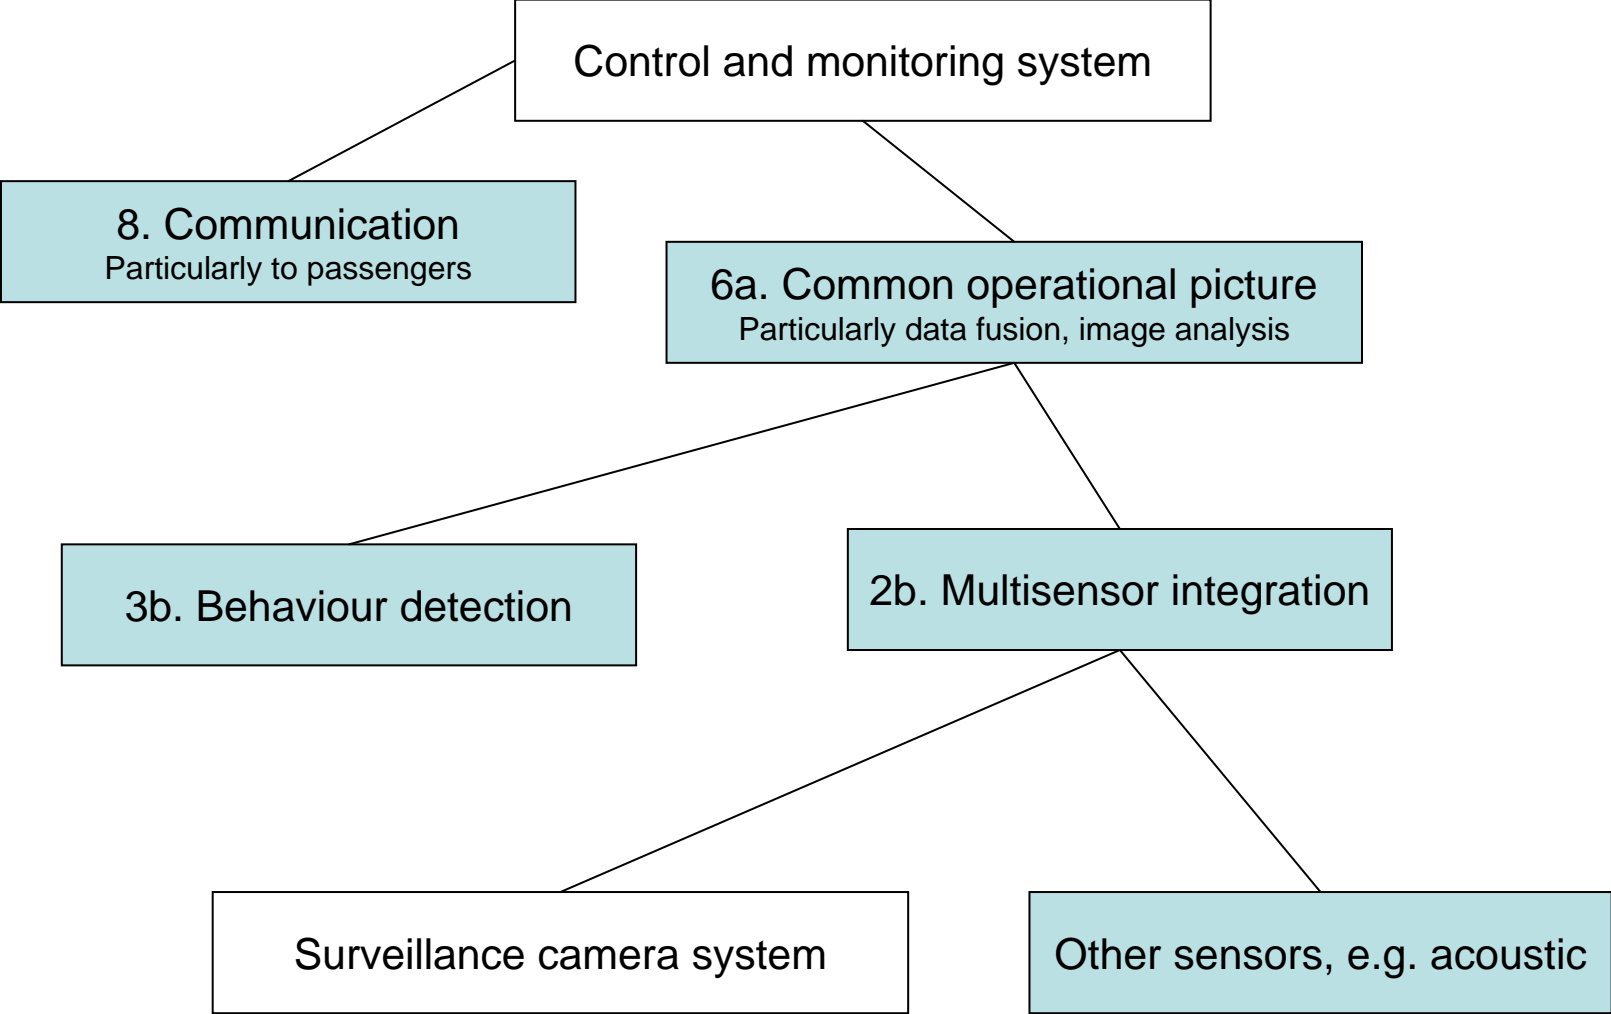 Control and monitoring system
8. Communication
Particularly to passengers
6a. Common operational picture
Particularly data fusion, image analysis
3b. Behaviour detection
2b. Multisensor integration
Surveillance camera system
Other sensors, e.g. acoustic